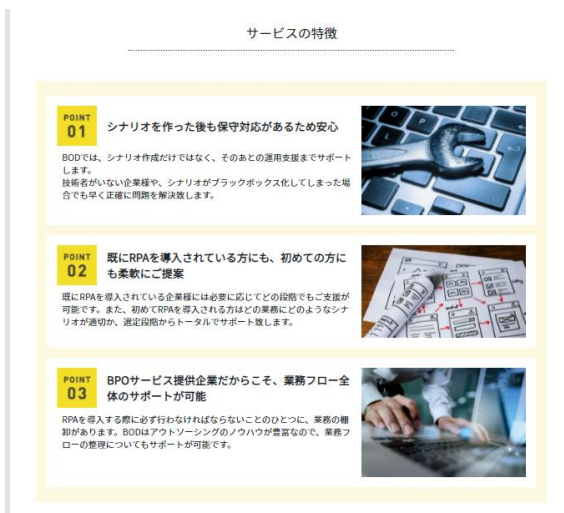 サービスの特徴
POINT
01
シナリオを作った後も保守対応があるため安心
BODでは、シナリオ作成だけではなく、そのあとの運用支援までサポート
します。
技術者がいない企業様や、シナリオがブラックボックス化してしまった場
合でも早く正確に問題を解決致します。
POINT
02
既にRPAを導入されている方にも、初めての方に
も柔軟にご提案
既にRPAを導入されている企業様には必要に応じてどの段階でもご支援が
可能です。また、初めてRPAを導入される方はどの業務にどのようなシナ
リオが適切か、選定段階からトータルでサポート致します。
POINT
03
BPOサービス提供企業だからこそ、業務フロー全
体のサポートが可能
RPAを導入する際に必ず行わなければならないことのひとつに、業務の棚
卸があります。BODはアウトソーシングのノウハウが豊富なので、業務フ
ローの整理についてもサポートが可能です。